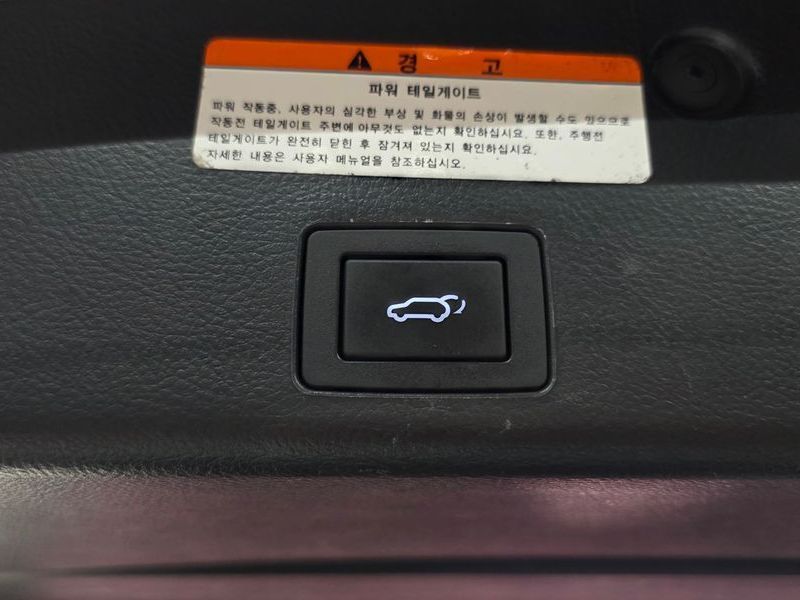 경 고
파워 테일게이트
파워 작동중, 사용자의 심각한 부상 및 화물의 손상이 발생할 수도 있으므로
작동전 테일게이트 주변에 아무것도 없는지 확인하십시요. 또한, 주행전
테일게이트가 완전히 닫힌 후 잠겨져 있는지 확인하십시요.
자세한 내용은 사용자 메뉴얼을 참조하십시오.